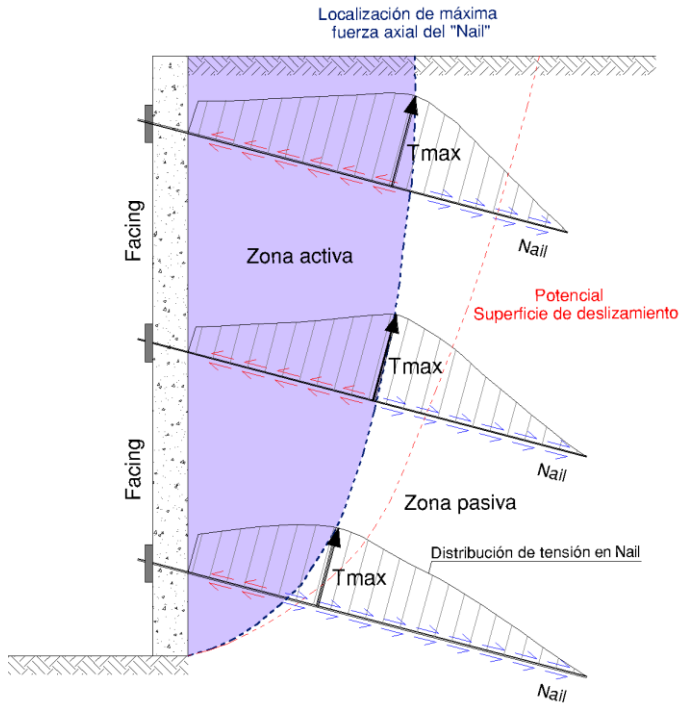 Localización de máxima
fuerza axial del "Nail"
Tmax
Nail
Facing
Zona activa
Potencial
Superficie de deslizamiento
Tmax
Nail
Facing
Zona pasiva
Distribución de tensión en Nail
Tmax
Nail